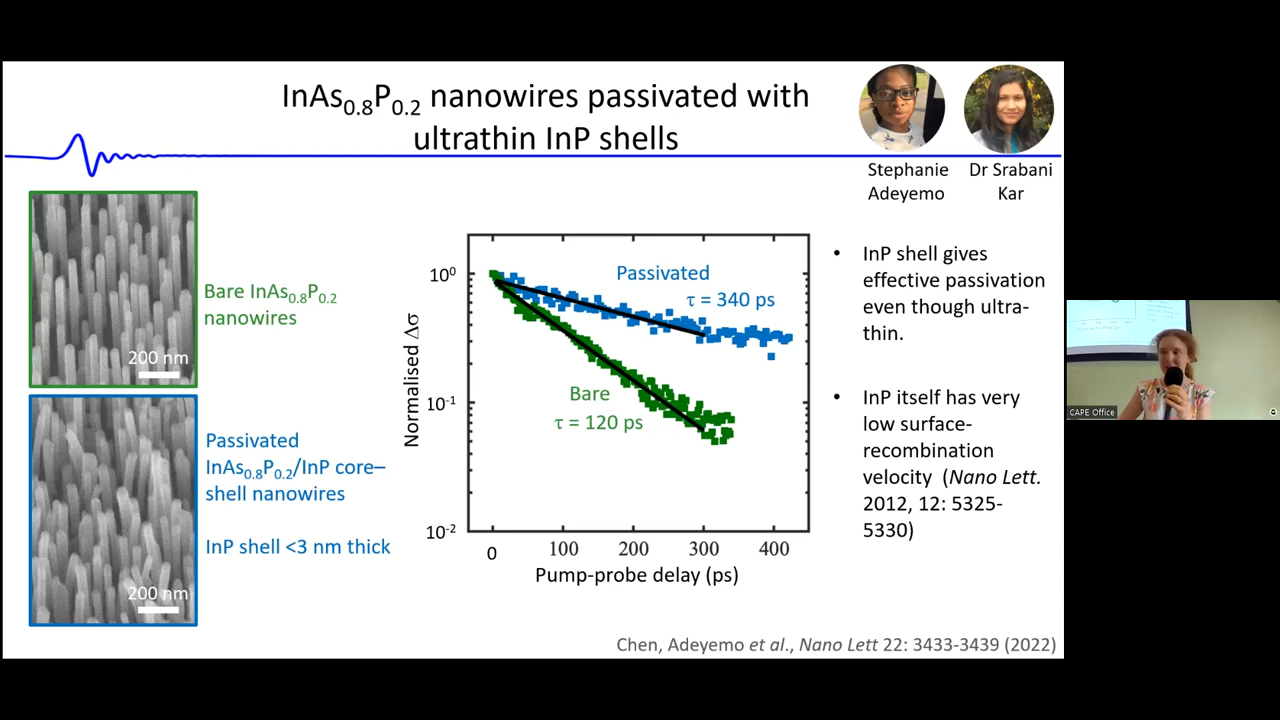 InAs0.8P0.2 nanowires passivated with
ultrathin InP shells
Stephanie
Adeyemo
Dr Srabani
Kar
Bare InAs0.8P0.2
nanowires
200 nm
Passivated
InAs0.8P0.2/InP core–
shell nanowires
InP shell <3 nm thick
200 nm
Normalised Δσ
10^0
10^-1
10^-2
Passivated
τ = 340 ps
Bare
τ = 120 ps
0 100 200 300 400
Pump-probe delay (ps)
• InP shell gives
effective passivation
even though ultra-
thin.
• InP itself has very
low surface-
recombination
velocity (Nano Lett.
2012, 12: 5325-
5330)
Chen, Adeyemo et al., Nano Lett 22: 3433-3439 (2022)
CAPE Office